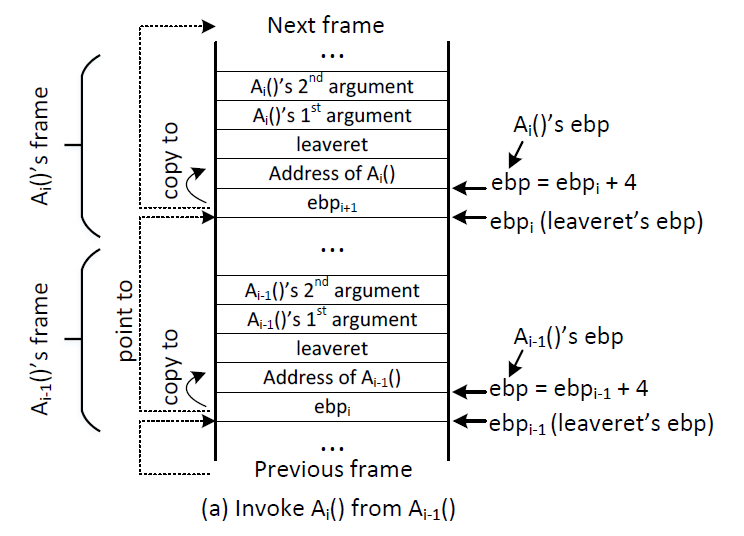 Next frame
...
Aᵢ()'s 2ⁿᵈ argument
Aᵢ()'s 1ˢᵗ argument
leaveret
Address of Aᵢ()
ebpᵢ₊₁
...
Aᵢ₋₁()'s 2ⁿᵈ argument
Aᵢ₋₁()'s 1ˢᵗ argument
leaveret
Address of Aᵢ₋₁()
ebpᵢ
...
Previous frame
Aᵢ()'s frame
Aᵢ₋₁()'s frame
copy to
point to
copy to
Aᵢ()'s ebp
ebp = ebpᵢ + 4
ebpᵢ (leaveret's ebp)
Aᵢ₋₁()'s ebp
ebp = ebpᵢ₋₁ + 4
ebpᵢ₋₁ (leaveret's ebp)
(a) Invoke Aᵢ() from Aᵢ₋₁()